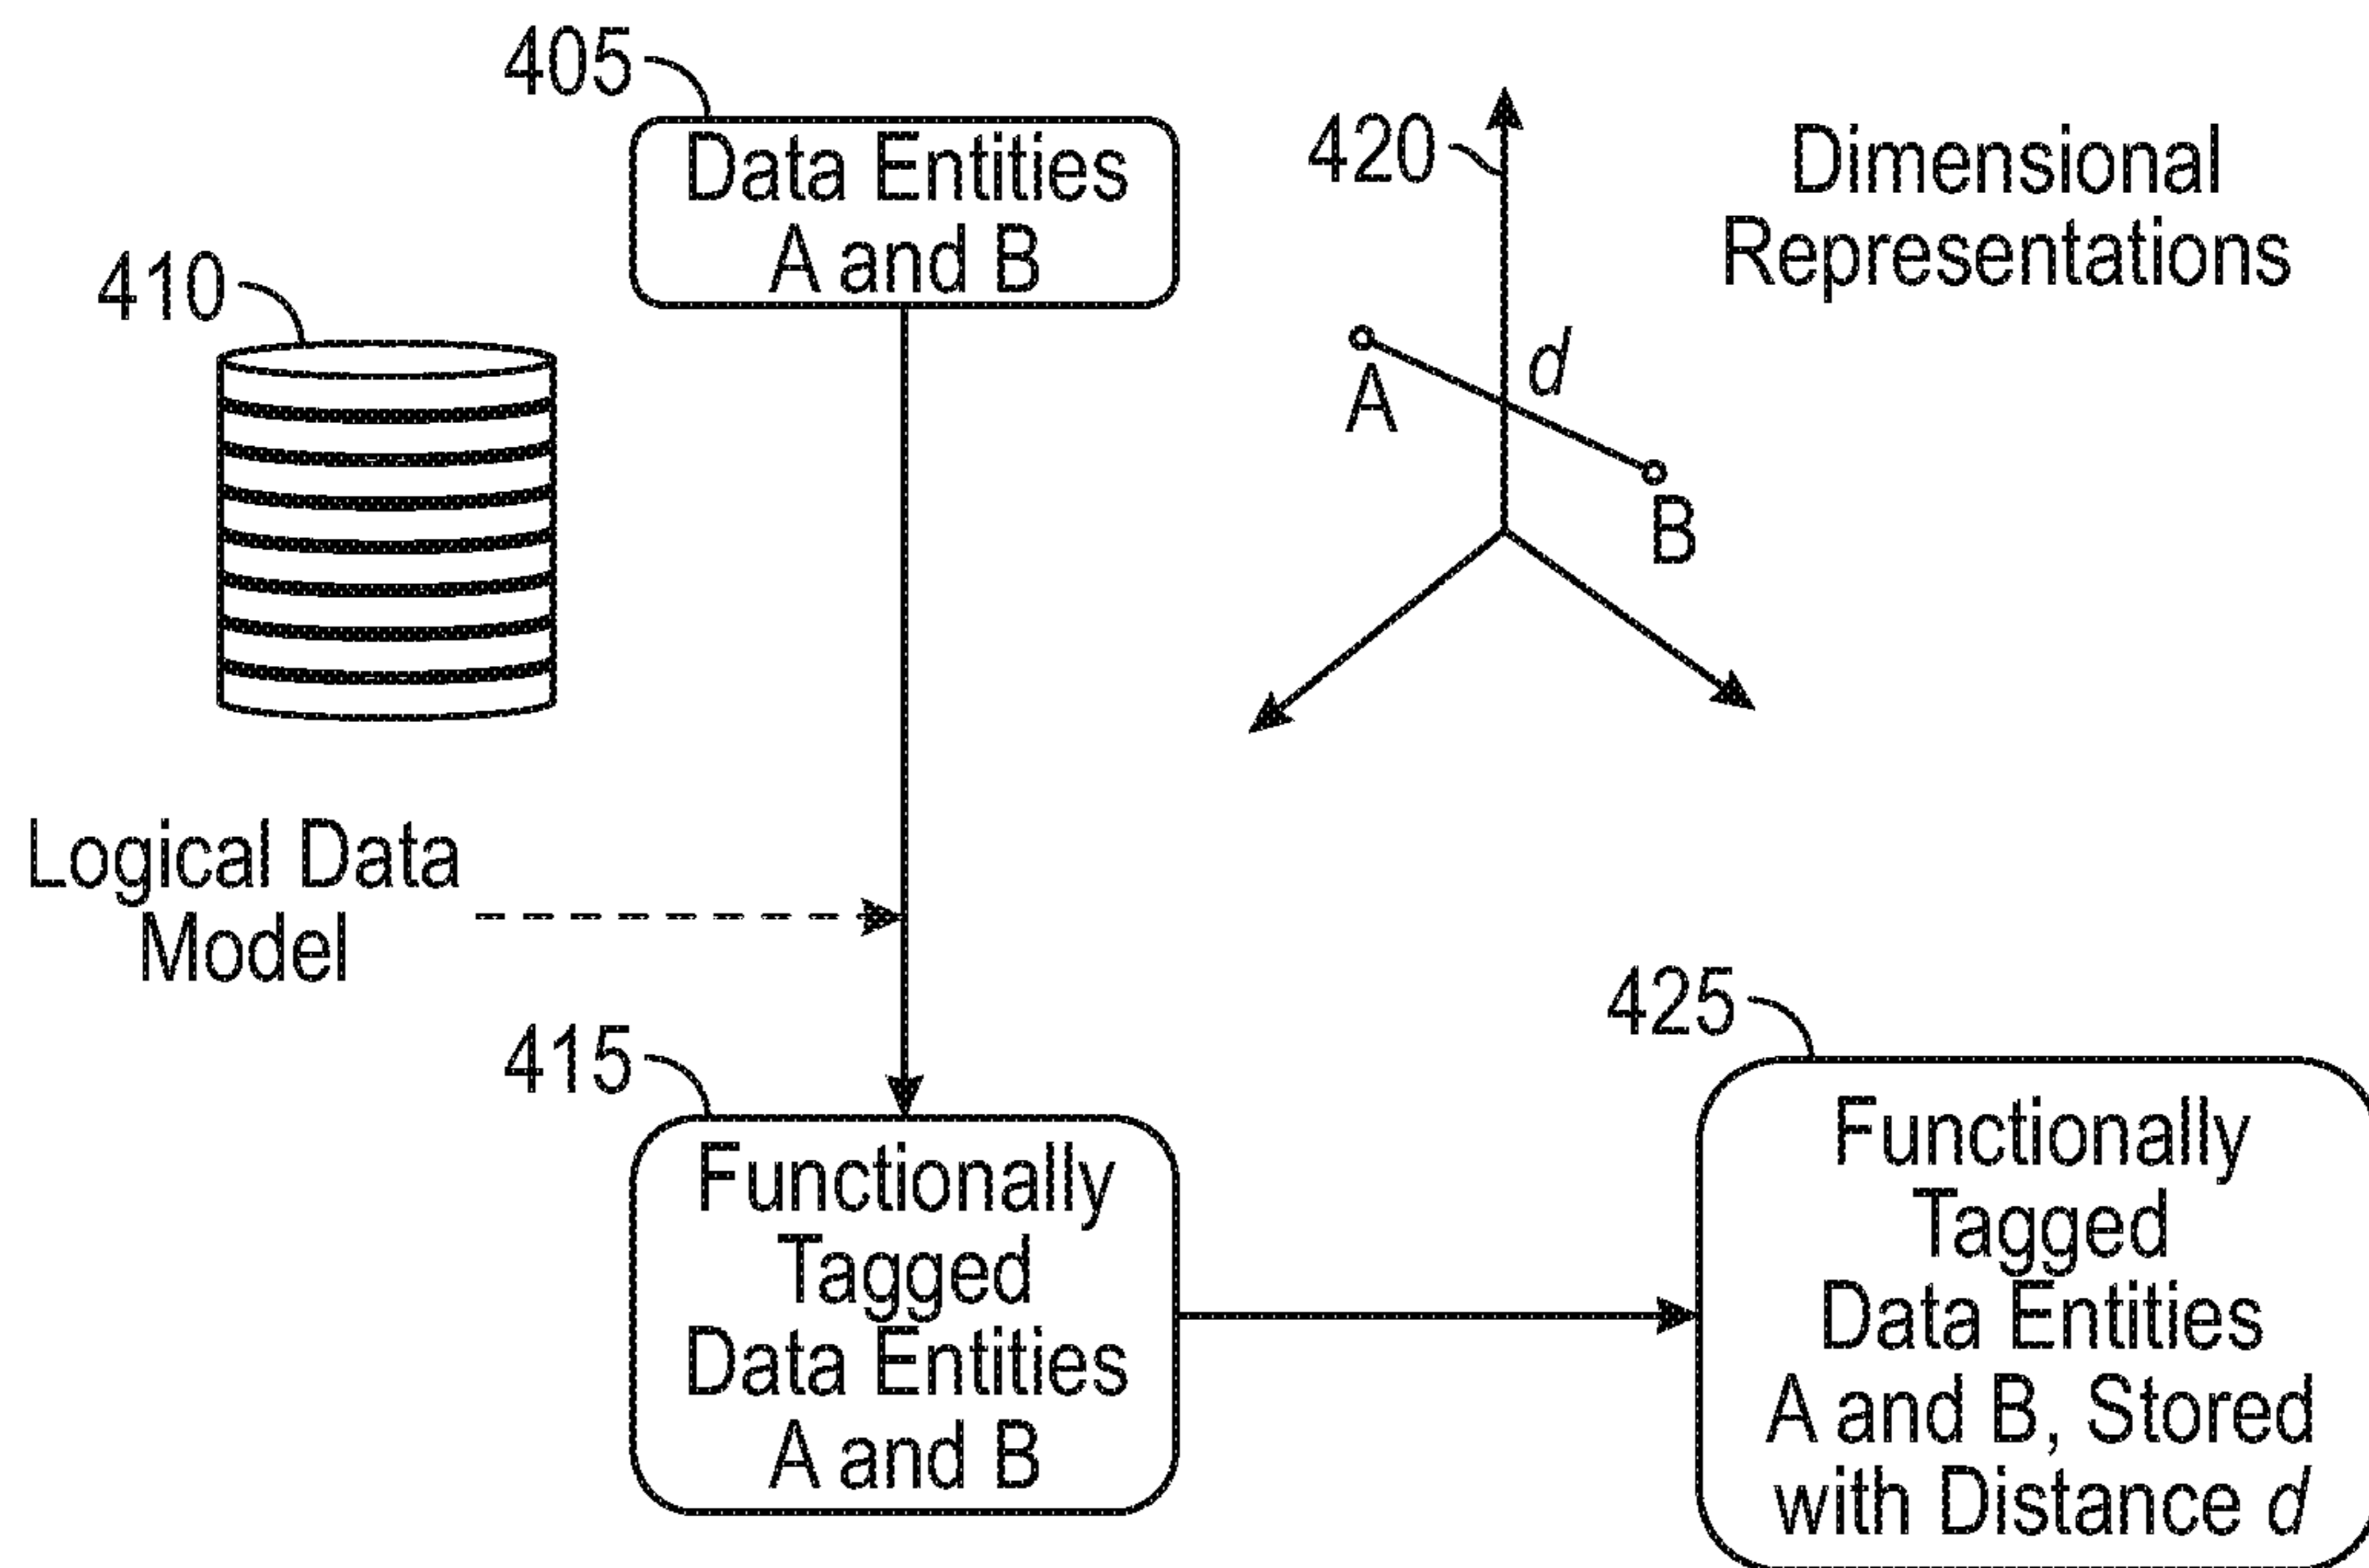 405
Data Entities
A and B
410
420
Dimensional
Representations
d
A
B
Logical Data
Model
415
Functionally
Tagged
Data Entities
A and B
425
Functionally
Tagged
Data Entities
A and B, Stored
with Distance d